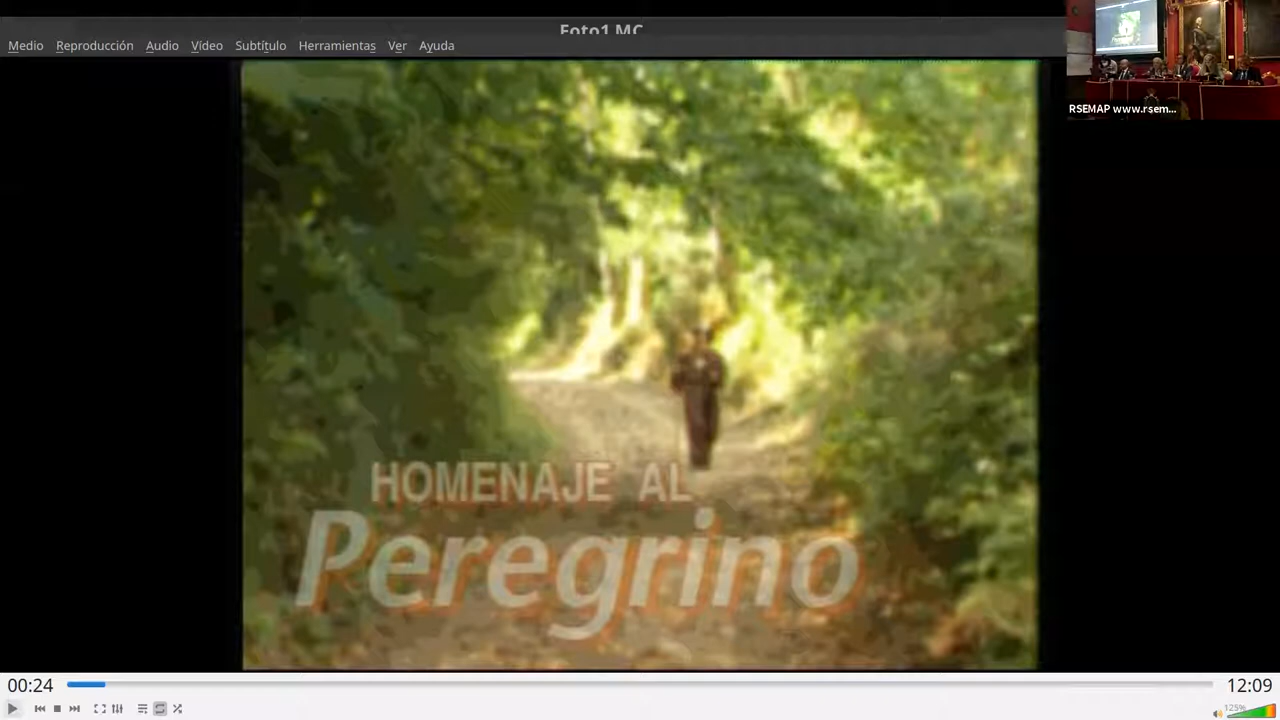 Foto1 MC
Medio Reproducción Audio Vídeo Subtítulo Herramientas Ver Ayuda
RSEMAP www.rsem...
HOMENAJE AL
Peregrino
00:24
12:09
125%